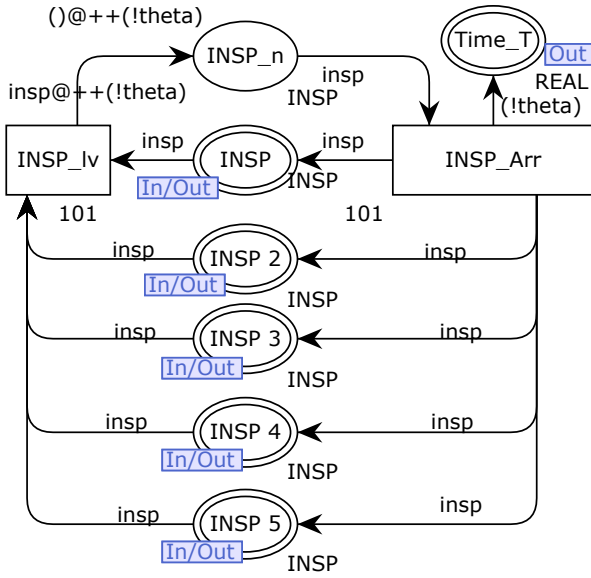 ()@++(!theta)
INSP_n
Time_T
Out
insp
INSP
REAL
insp@++(!theta)
(!theta)
INSP_lv
insp
INSP
insp
INSP_Arr
In/Out
INSP
101
101
insp
INSP 2
insp
In/Out
INSP
insp
INSP 3
insp
In/Out
INSP
insp
INSP 4
insp
In/Out
INSP
insp
INSP 5
insp
In/Out
INSP